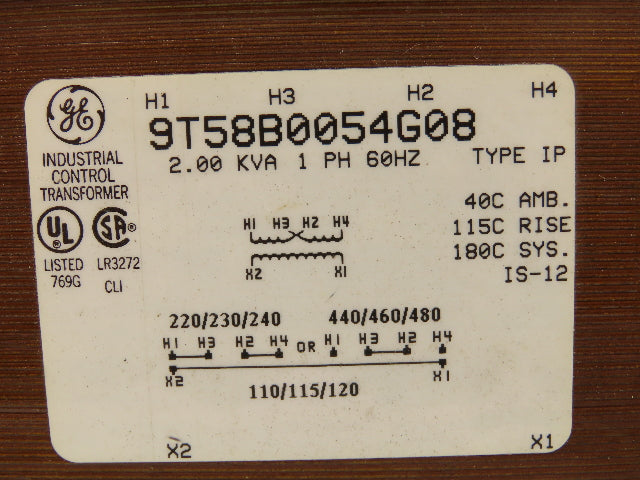 H1 H3 H2 H4
GE
9T58B0054G08
2.00 KVA 1 PH 60HZ TYPE IP
INDUSTRIAL
CONTROL
TRANSFORMER
40C AMB.
115C RISE
180C SYS.
IS-12
UL SA ®
LISTED LR3272
769G CLI
H1 H3 H2 H4
X2 X1
220/230/240 440/460/480
H1 H3 H2 H4 OR H1 H3 H2 H4
X2 X1
110/115/120
X2 X1